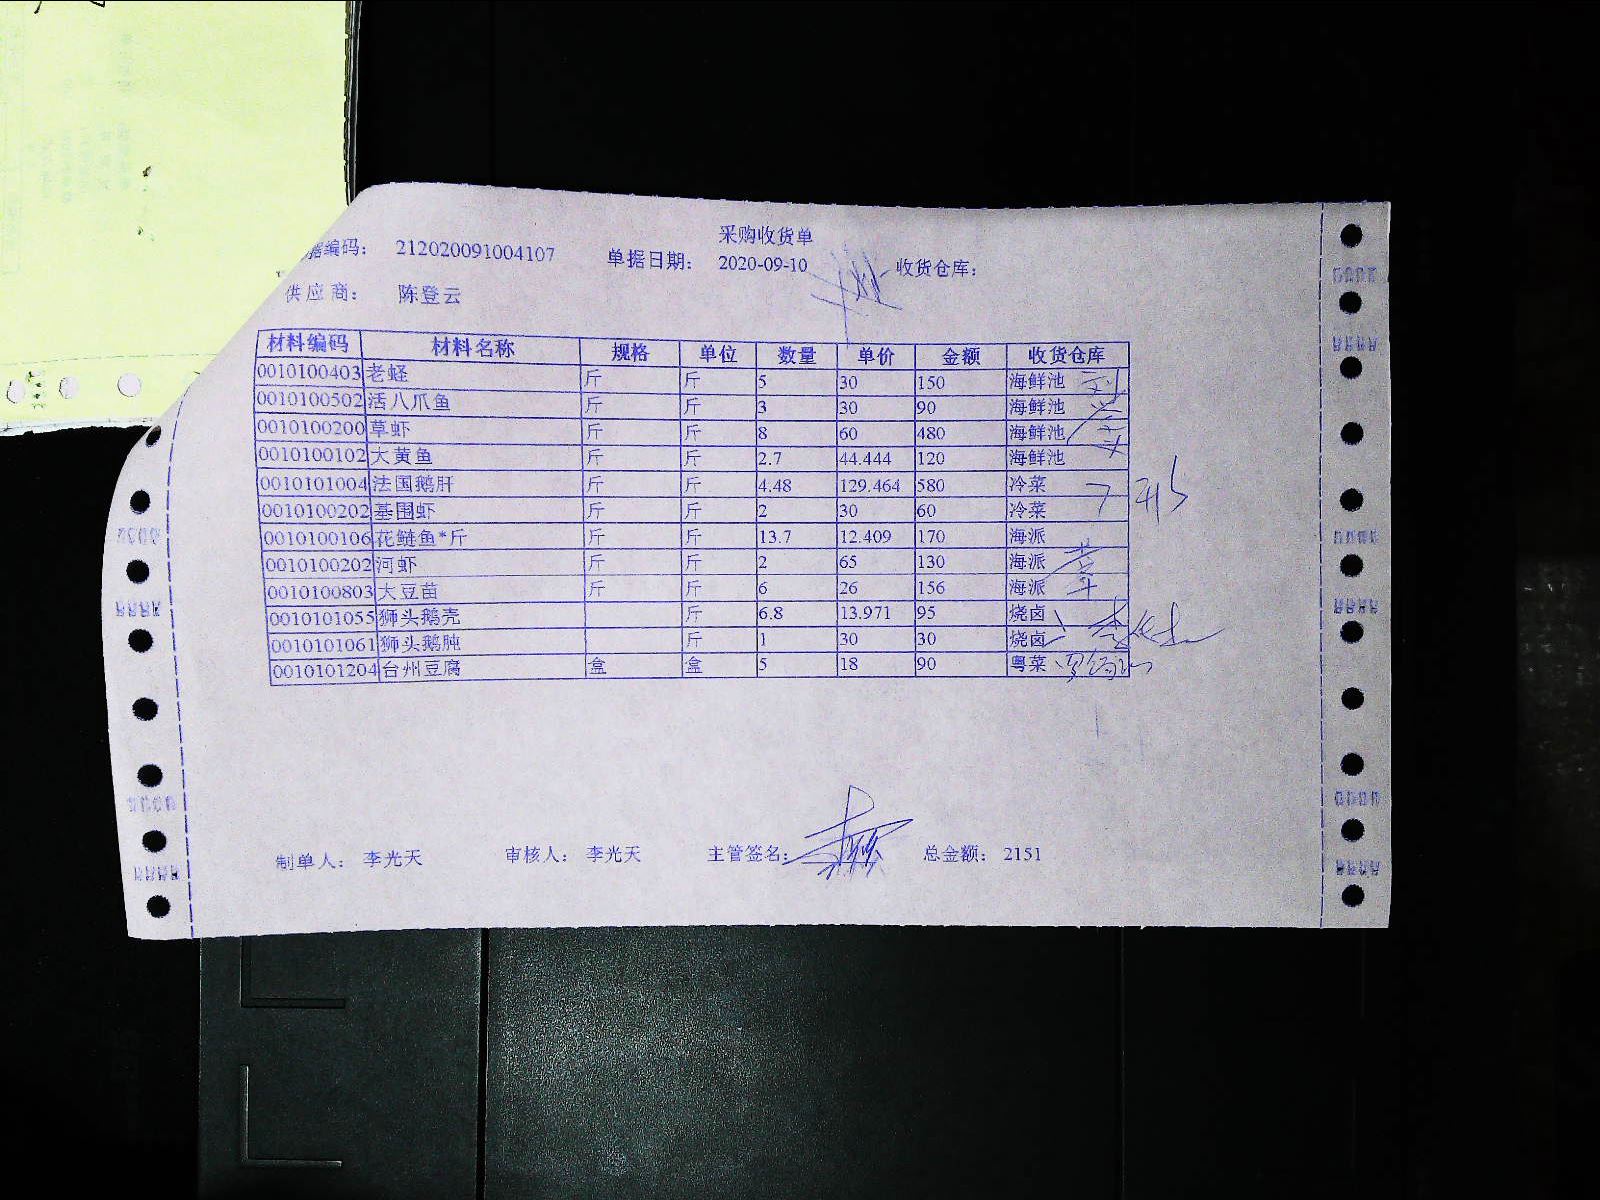 采购收货单
据编码： 212020091004107 单据日期： 2020-09-10 收货仓库：
供应商： 陈登云
材料编码 材料名称 规格 单位 数量 单价 金额 收货仓库
0010100403 老蛏 斤 斤 5 30 150 海鲜池
0010100502 活八爪鱼 斤 斤 3 30 90 海鲜池
0010100200 草虾 斤 斤 8 60 480 海鲜池
0010100102 大黄鱼 斤 斤 2.7 44.444 120 海鲜池
0010101004 法国鹅肝 斤 斤 4.48 129.464 580 冷菜
0010100202 基围虾 斤 斤 2 30 60 冷菜
0010100106 花鲢鱼*斤 斤 斤 13.7 12.409 170 海派
0010100202 河虾 斤 斤 2 65 130 海派
0010100803 大豆苗 斤 斤 6 26 156 海派
0010101055 狮头鹅壳 斤 6.8 13.971 95 烧卤
0010101061 狮头鹅肫 斤 1 30 30 烧卤
0010101204 台州豆腐 盒 盒 5 18 90 粤菜
制单人： 李光天 审核人： 李光天 主管签名： 总金额： 2151